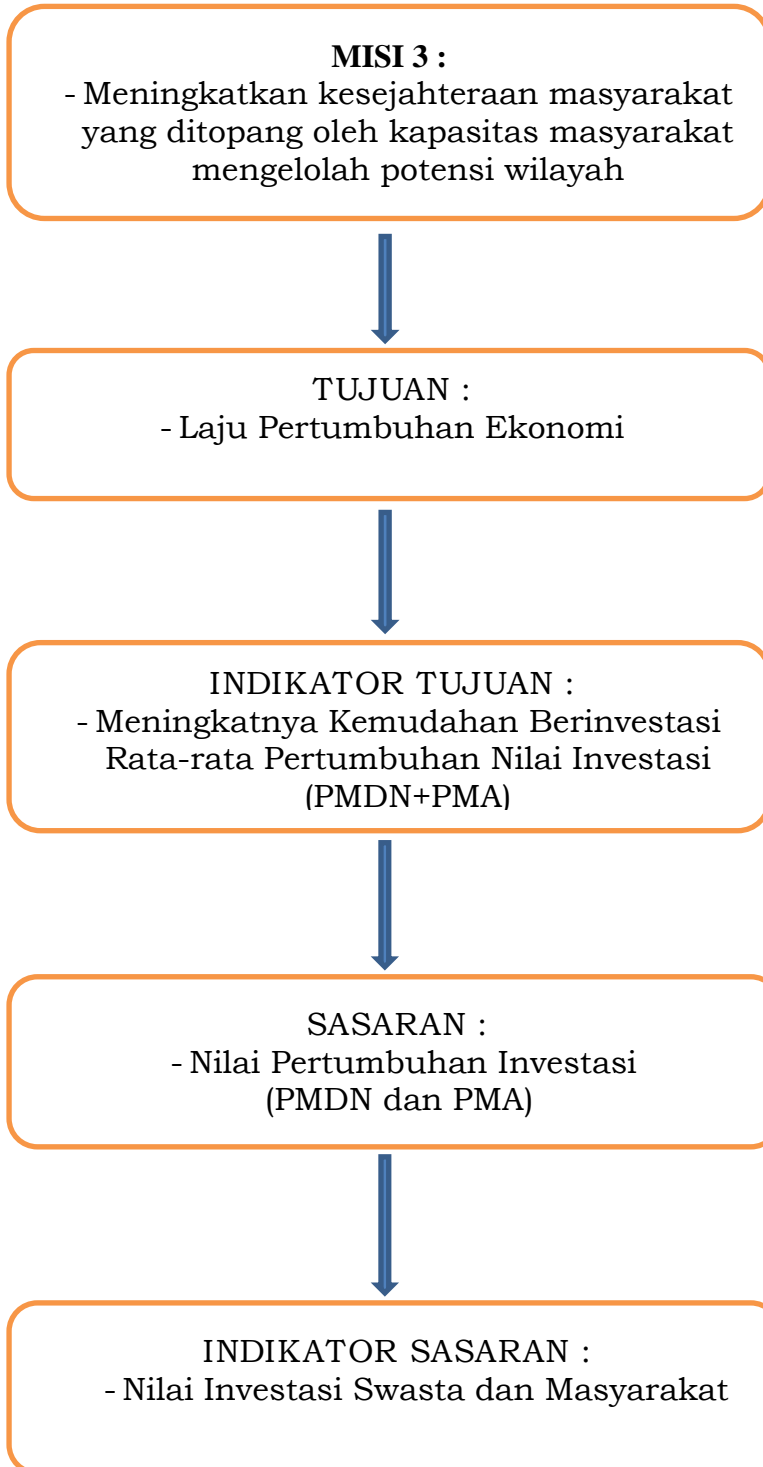 MISI 3 :
- Meningkatkan kesejahteraan masyarakat
yang ditopang oleh kapasitas masyarakat
mengelolah potensi wilayah
TUJUAN :
- Laju Pertumbuhan Ekonomi
INDIKATOR TUJUAN :
- Meningkatnya Kemudahan Berinvestasi
Rata-rata Pertumbuhan Nilai Investasi
(PMDN+PMA)
SASARAN :
- Nilai Pertumbuhan Investasi
(PMDN dan PMA)
INDIKATOR SASARAN :
- Nilai Investasi Swasta dan Masyarakat